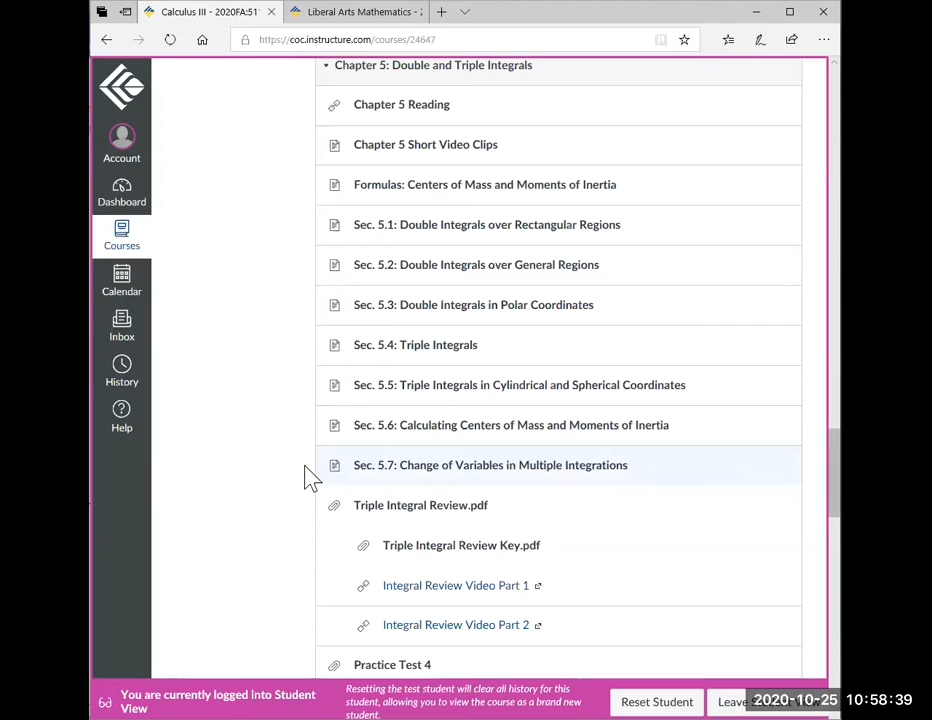 Calculus III - 2020FA:51
Liberal Arts Mathematics - 2
https://coc.instructure.com/courses/24647
Chapter 5: Double and Triple Integrals
Chapter 5 Reading
Chapter 5 Short Video Clips
Formulas: Centers of Mass and Moments of Inertia
Sec. 5.1: Double Integrals over Rectangular Regions
Sec. 5.2: Double Integrals over General Regions
Sec. 5.3: Double Integrals in Polar Coordinates
Sec. 5.4: Triple Integrals
Sec. 5.5: Triple Integrals in Cylindrical and Spherical Coordinates
Sec. 5.6: Calculating Centers of Mass and Moments of Inertia
Sec. 5.7: Change of Variables in Multiple Integrations
Triple Integral Review.pdf
Triple Integral Review Key.pdf
Integral Review Video Part 1
Integral Review Video Part 2
Practice Test 4
Account
Dashboard
Courses
Calendar
Inbox
History
Help
You are currently logged into Student
View
Resetting the test student will clear all history for this
student, allowing you to view the course as a brand new
student.
Reset Student
Leave
2020-10-25 10:58:39